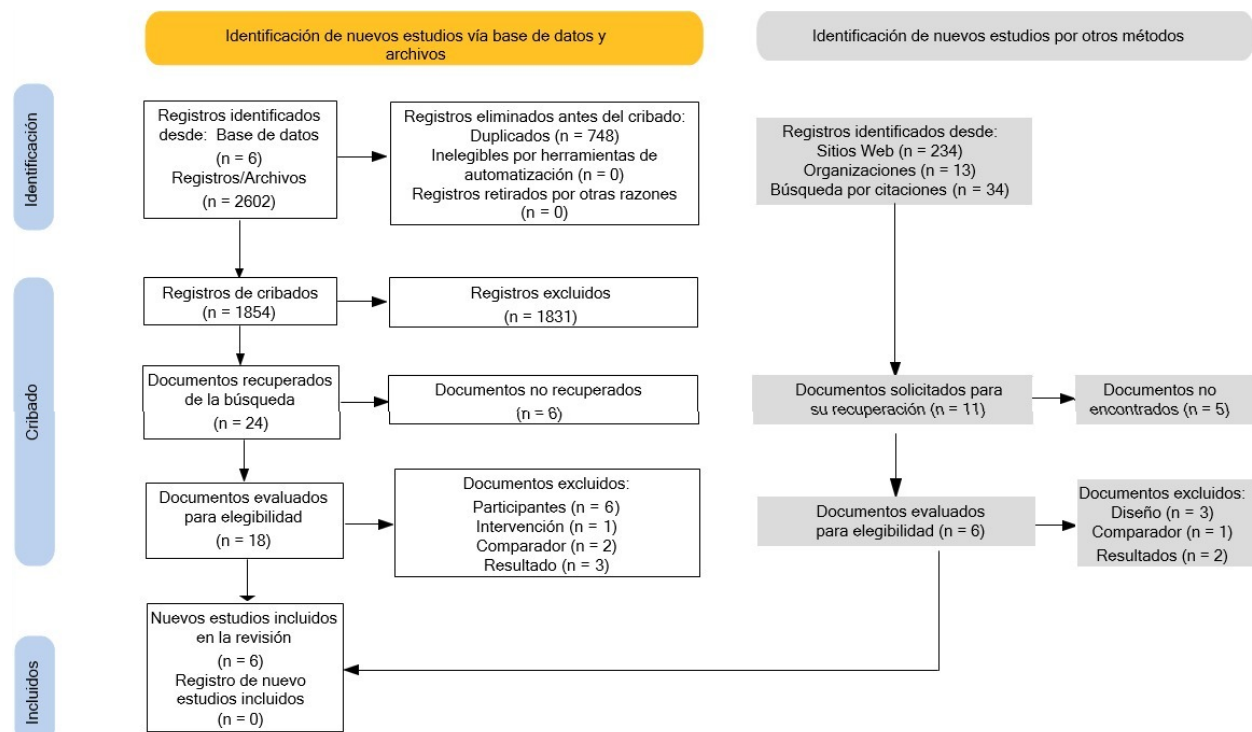 Identificación de nuevos estudios vía base de datos y
archivos
Identificación de nuevos estudios por otros métodos
Identificación
Registros identificados
desde: Base de datos
(n = 6)
Registros/Archivos
(n = 2602)
Registros eliminados antes del cribado:
Duplicados (n = 748)
Inelegibles por herramientas de
automatización (n = 0)
Registros retirados por otras razones
(n = 0)
Registros identificados desde:
Sitios Web (n = 234)
Organizaciones (n = 13)
Búsqueda por citaciones (n = 34)
Cribado
Registros de cribados
(n = 1854)
Registros excluidos
(n = 1831)
Documentos recuperados
de la búsqueda
(n = 24)
Documentos no recuperados
(n = 6)
Documentos solicitados para
su recuperación (n = 11)
Documentos no
encontrados (n = 5)
Documentos evaluados
para elegibilidad
(n = 18)
Documentos excluidos:
Participantes (n = 6)
Intervención (n = 1)
Comparador (n = 2)
Resultado (n = 3)
Documentos evaluados
para elegibilidad (n = 6)
Documentos excluidos:
Diseño (n = 3)
Comparador (n = 1)
Resultados (n = 2)
Incluidos
Nuevos estudios incluidos
en la revisión
(n = 6)
Registro de nuevo
estudios incluidos
(n = 0)